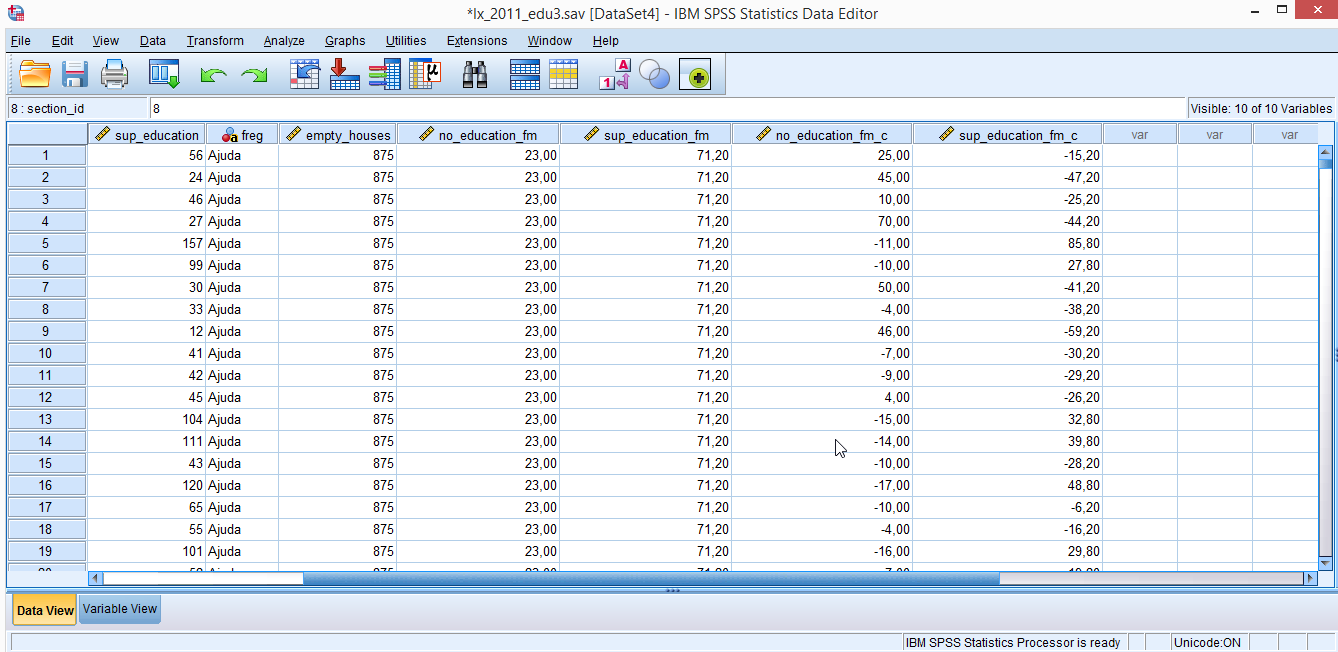 *lx_2011_edu3.sav [DataSet4] - IBM SPSS Statistics Data Editor
File Edit View Data Transform Analyze Graphs Utilities Extensions Window Help
8 : section_id 8 Visible: 10 of 10 Variables
sup_education freg empty_houses no_education_fm sup_education_fm no_education_fm_c sup_education_fm_c var var var
1 56 Ajuda 875 23,00 71,20 25,00 -15,20
2 24 Ajuda 875 23,00 71,20 45,00 -47,20
3 46 Ajuda 875 23,00 71,20 10,00 -25,20
4 27 Ajuda 875 23,00 71,20 70,00 -44,20
5 157 Ajuda 875 23,00 71,20 -11,00 85,80
6 99 Ajuda 875 23,00 71,20 -10,00 27,80
7 30 Ajuda 875 23,00 71,20 50,00 -41,20
8 33 Ajuda 875 23,00 71,20 -4,00 -38,20
9 12 Ajuda 875 23,00 71,20 46,00 -59,20
10 41 Ajuda 875 23,00 71,20 -7,00 -30,20
11 42 Ajuda 875 23,00 71,20 -9,00 -29,20
12 45 Ajuda 875 23,00 71,20 4,00 -26,20
13 104 Ajuda 875 23,00 71,20 -15,00 32,80
14 111 Ajuda 875 23,00 71,20 -14,00 39,80
15 43 Ajuda 875 23,00 71,20 -10,00 -28,20
16 120 Ajuda 875 23,00 71,20 -17,00 48,80
17 65 Ajuda 875 23,00 71,20 -10,00 -6,20
18 55 Ajuda 875 23,00 71,20 -4,00 -16,20
19 101 Ajuda 875 23,00 71,20 -16,00 29,80
Data View Variable View
IBM SPSS Statistics Processor is ready Unicode:ON